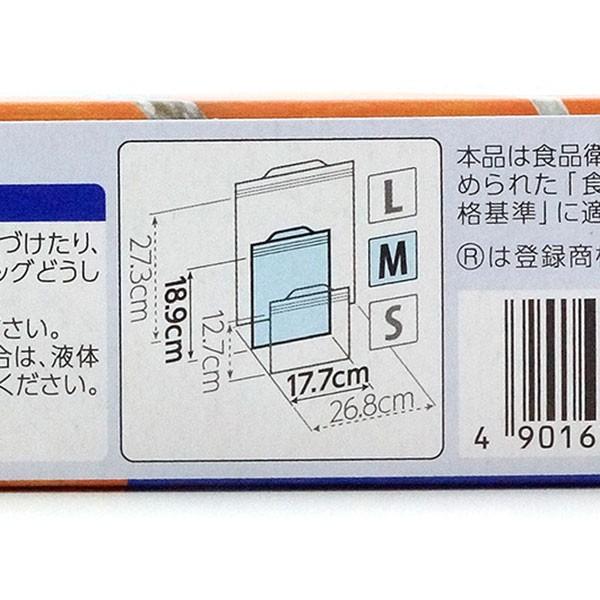 づけたり、
ッグどうし
さい。
合は、液体
ください。
27.3cm
18.9cm
12.7cm
17.7cm
26.8cm
L
M
S
本品は食品衛
められた「食
格基準」に適
®は登録商標
4 9016